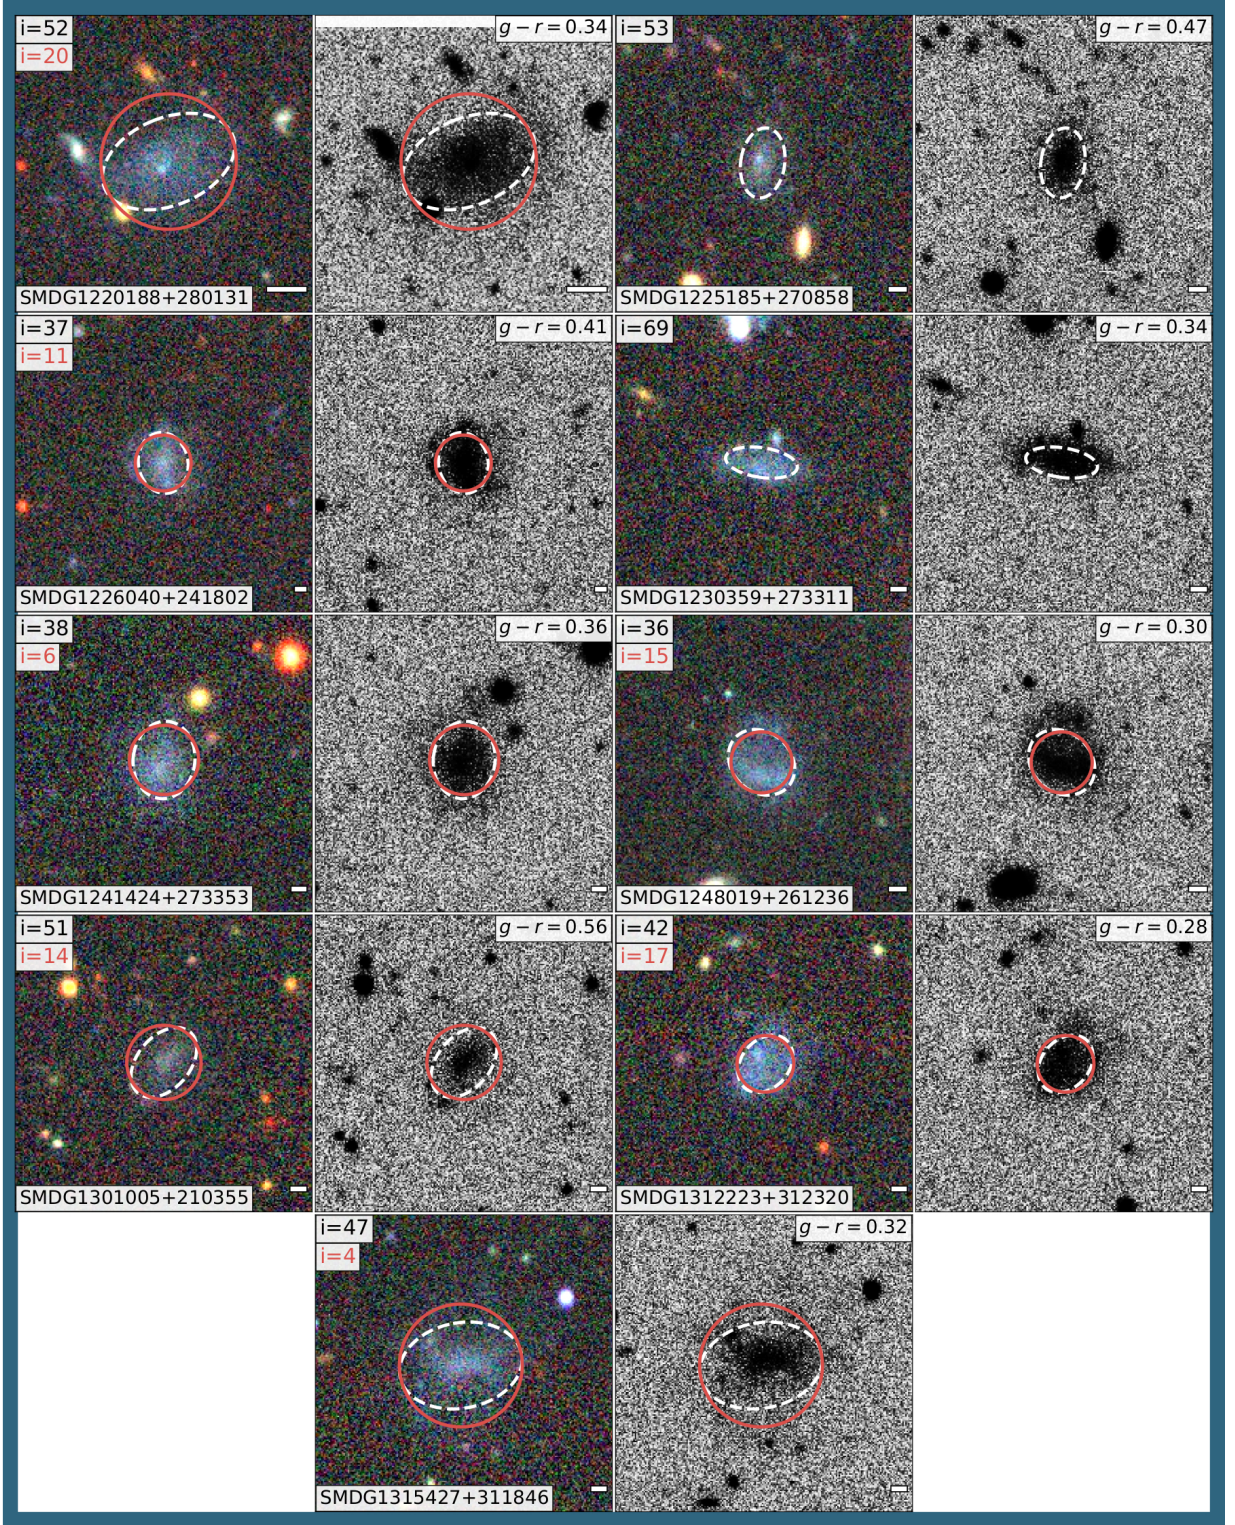 i=52
i=20
g − r = 0.34
SMDG1220188+280131
i=53
g − r = 0.47
SMDG1225185+270858
i=37
i=11
g − r = 0.41
SMDG1226040+241802
i=69
g − r = 0.34
SMDG1230359+273311
i=38
i=6
g − r = 0.36
SMDG1241424+273353
i=36
i=15
g − r = 0.30
SMDG1248019+261236
i=51
i=14
g − r = 0.56
SMDG1301005+210355
i=42
i=17
g − r = 0.28
SMDG1312223+312320
i=47
i=4
g − r = 0.32
SMDG1315427+311846